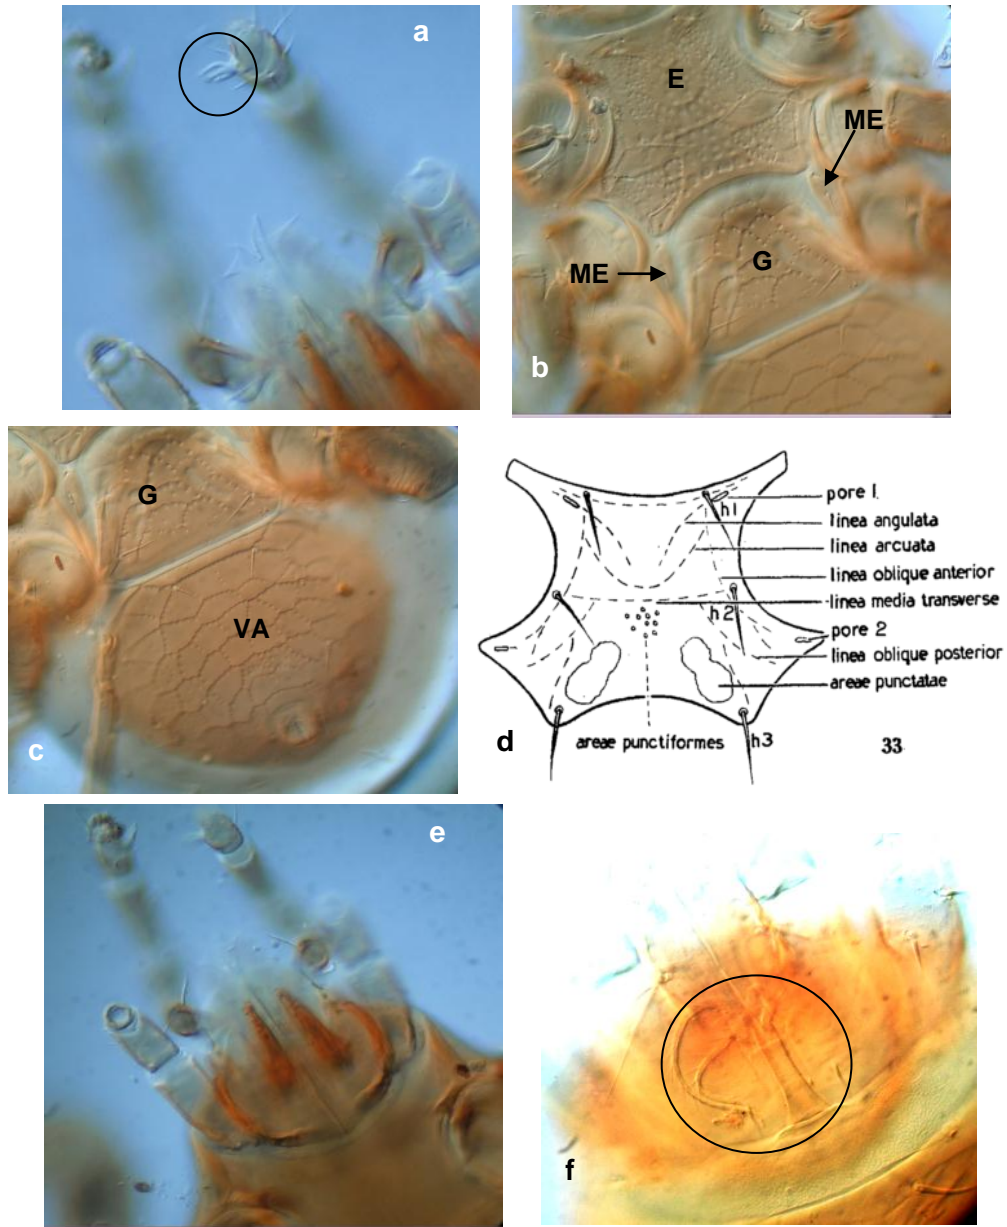 a
E
ME
ME
G
b
G
VA
c
pore 1.
h1
linea angulata
linea arcuata
linea oblique anterior
linea media transverse
h2
pore 2
linea oblique posterior
areae punctatae
d
areae punctiformes
h3
33
e
f